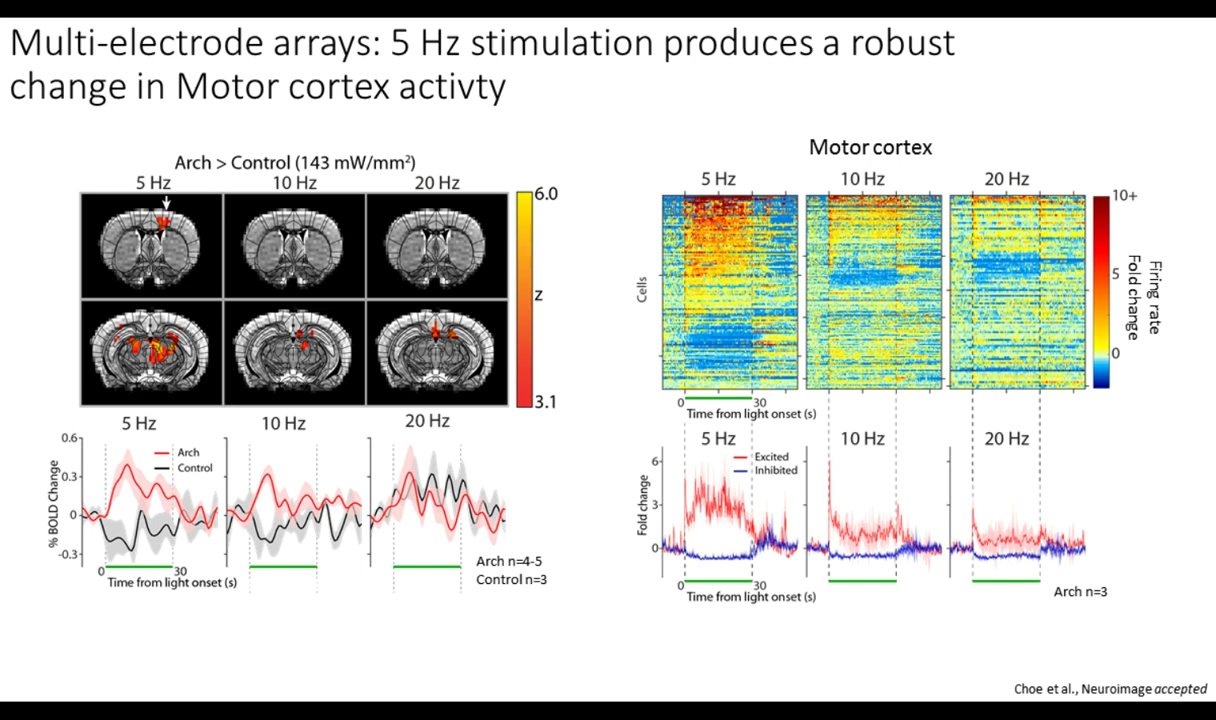 Multi-electrode arrays: 5 Hz stimulation produces a robust
change in Motor cortex activty
Arch > Control (143 mW/mm²)
5 Hz 10 Hz 20 Hz
6.0
z
3.1
5 Hz 10 Hz 20 Hz
% BOLD Change
0.6
0.3
0
-0.3
Arch
Control
0 30
Time from light onset (s)
Arch n=4-5
Control n=3
Motor cortex
5 Hz 10 Hz 20 Hz
Cells
10+
5
0
Firing rate
Fold change
0 30
Time from light onset (s)
5 Hz 10 Hz 20 Hz
Fold change
6
3
0
Excited
Inhibited
0 30
Time from light onset (s)
Arch n=3
Choe et al., Neuroimage accepted